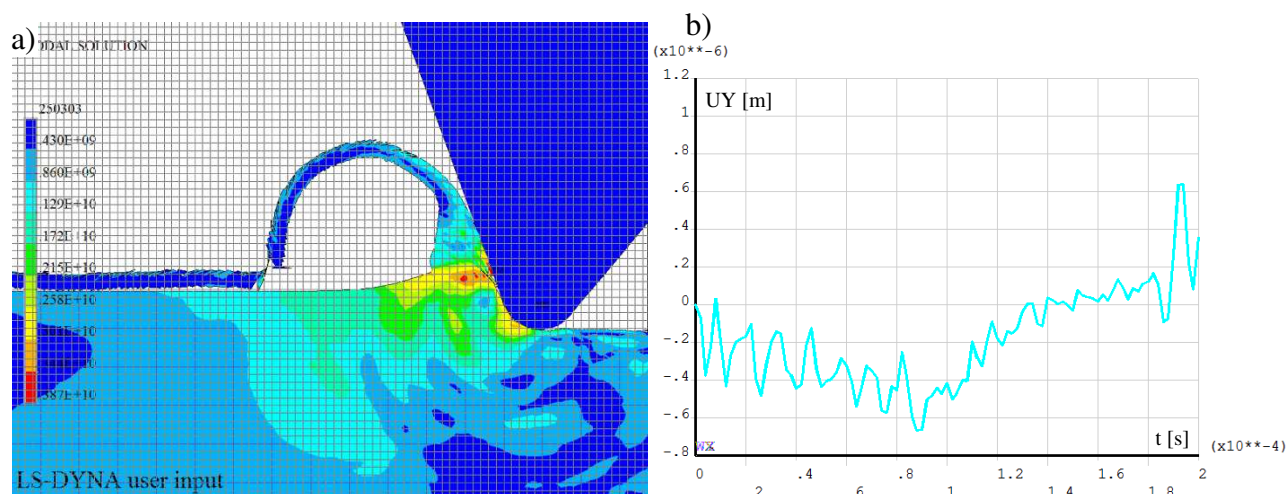 a)
ODAL SOLUTION
250303
.430E+09
860E+09
129E+10
172E+10
215E+10
258E+10
387E+10
LS-DYNA user input
b)
(x10**-6)
1.2
1
.8
.6
.4
.2
0
-.2
-.4
-.6
-.8
UY [m]
t [s]
(x10**-4)
0 .4 .8 1.2 1.6 2
.2 .6 1 1.4 1.8